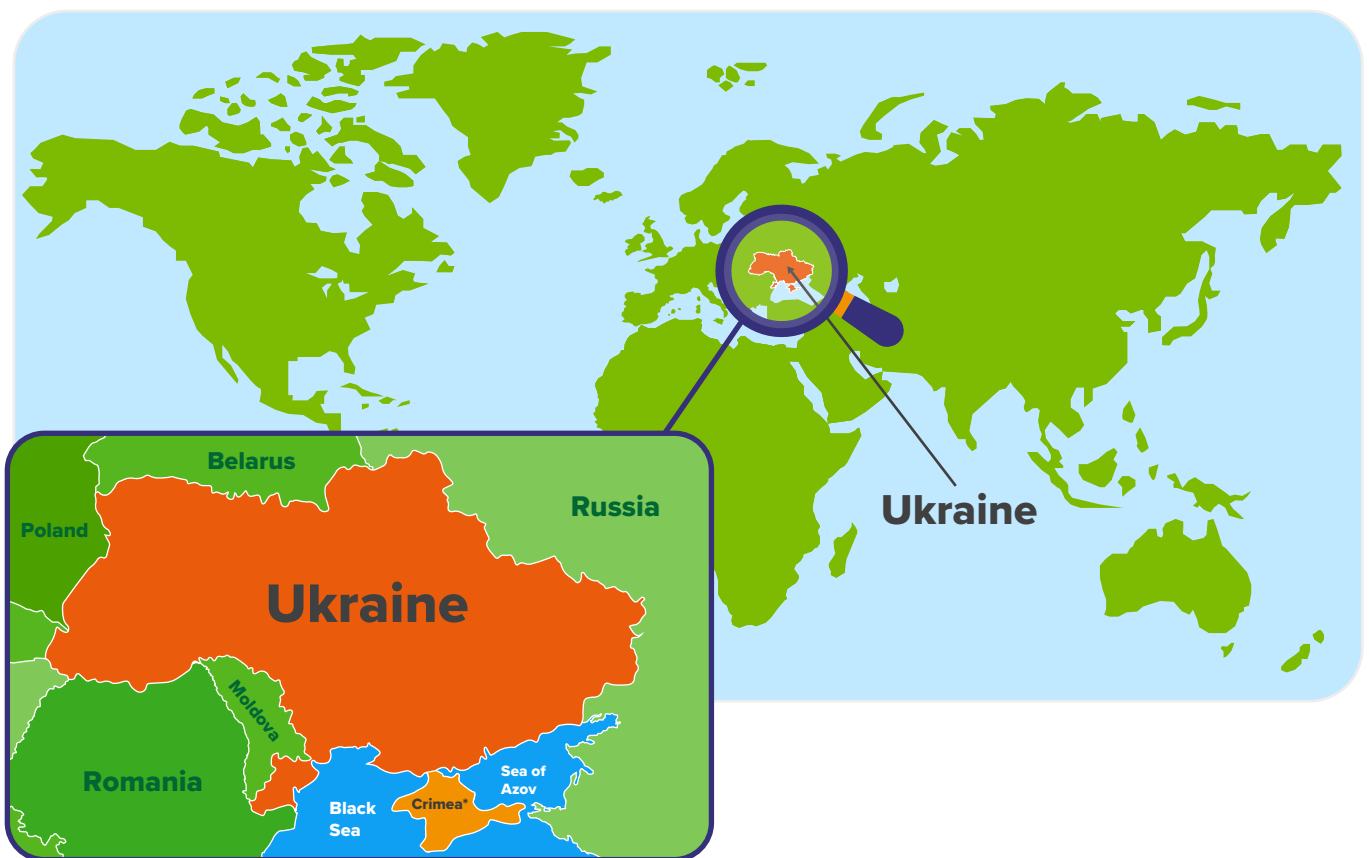 Ukraine
Belarus
Russia
Poland
Ukraine
Moldova
Romania
Black
Sea
Crimea*
Sea of
Azov